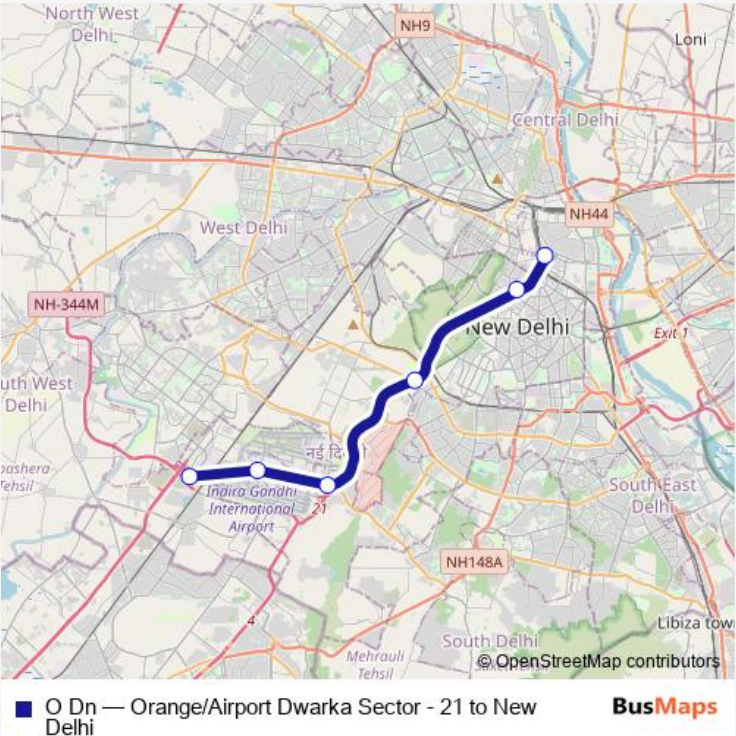 North West
Delhi
NH9
Loni
Central Delhi
NH44
West Delhi
NH-344M
New Delhi
Exit 1
uth West
Delhi
नई दि
pashera
Tehsil
Indira Gandhi
International
Airport
21
South East
Delhi
NH148A
4
Libiza tow
South Delhi
Mehrauli
Tehsil
© OpenStreetMap contributors
O Dn — Orange/Airport Dwarka Sector - 21 to New
Delhi
BusMaps